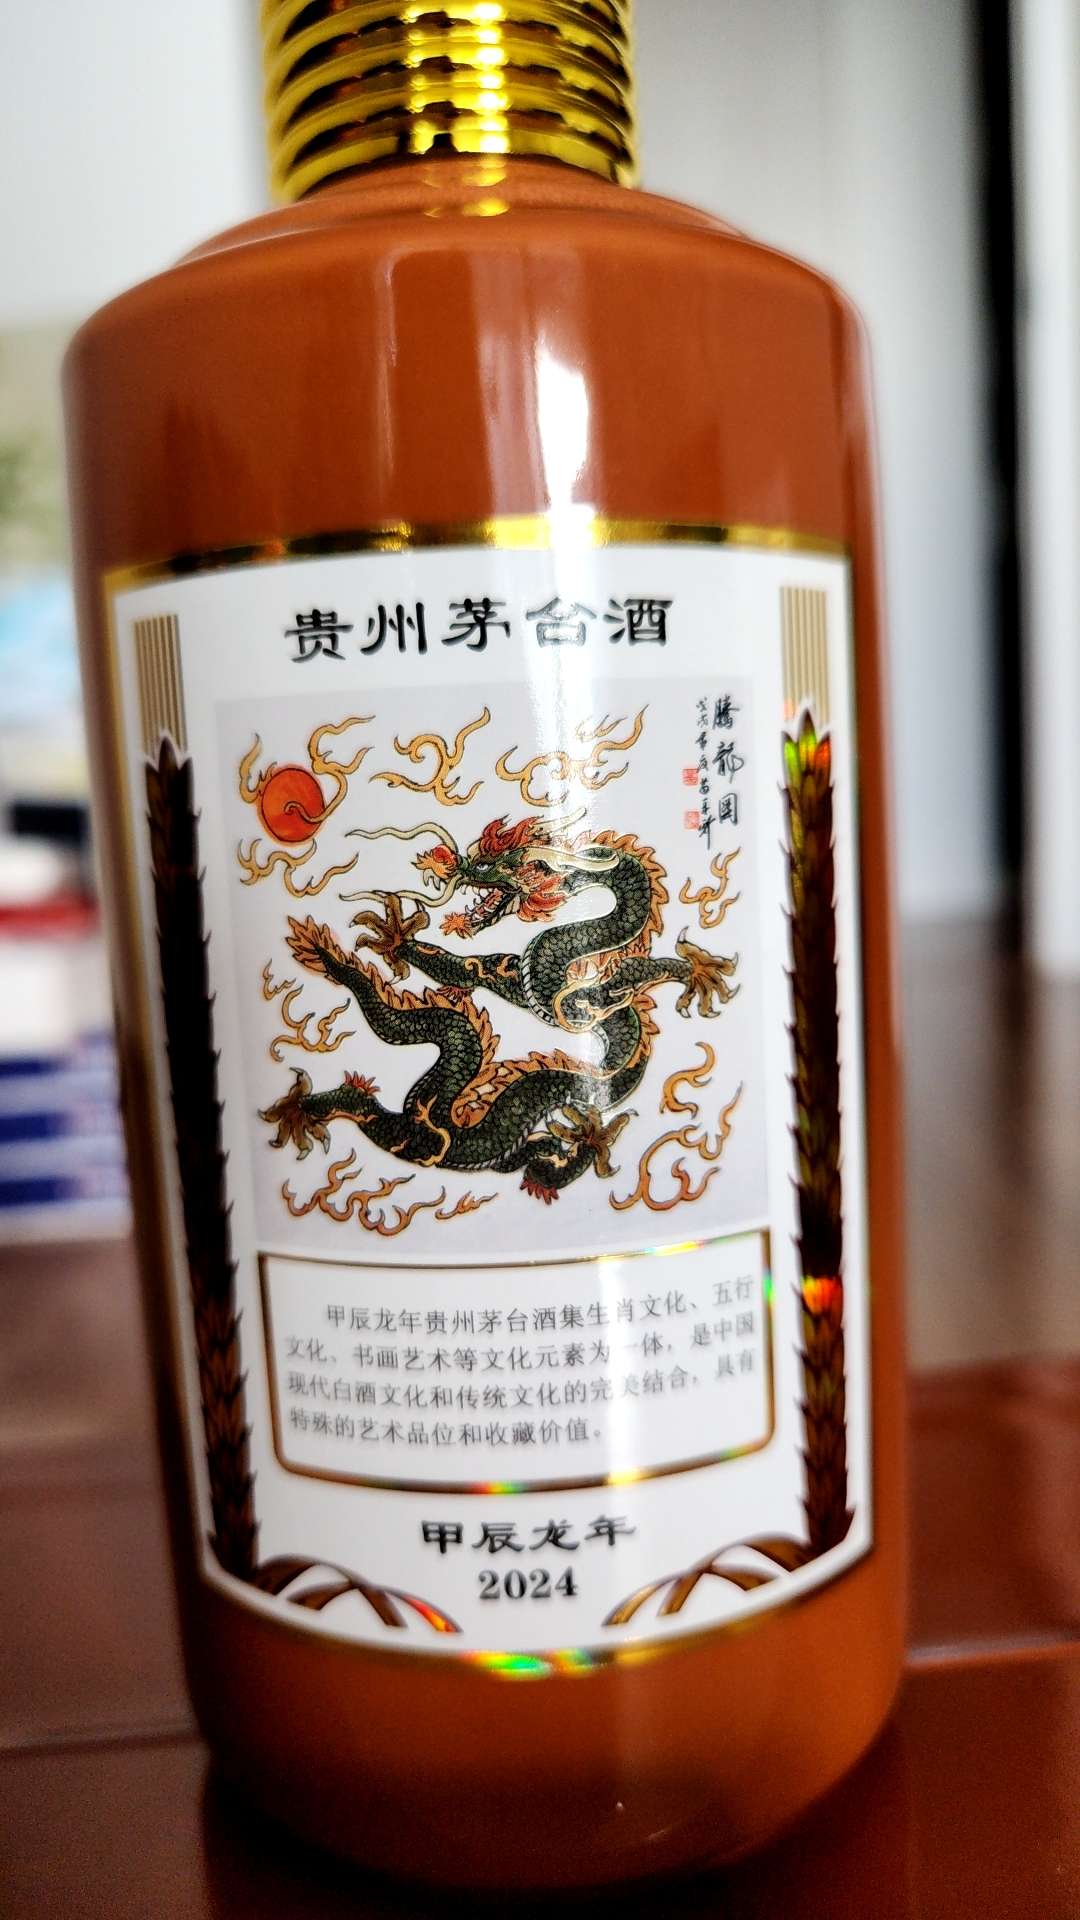 贵州茅台酒
腾龙图
甲辰龙年贵州茅台酒集生肖文化、五行
文化、书画艺术等文化元素为一体，是中国
现代白酒文化和传统文化的完美结合，具有
特殊的艺术品位和收藏价值。
甲辰龙年
2024